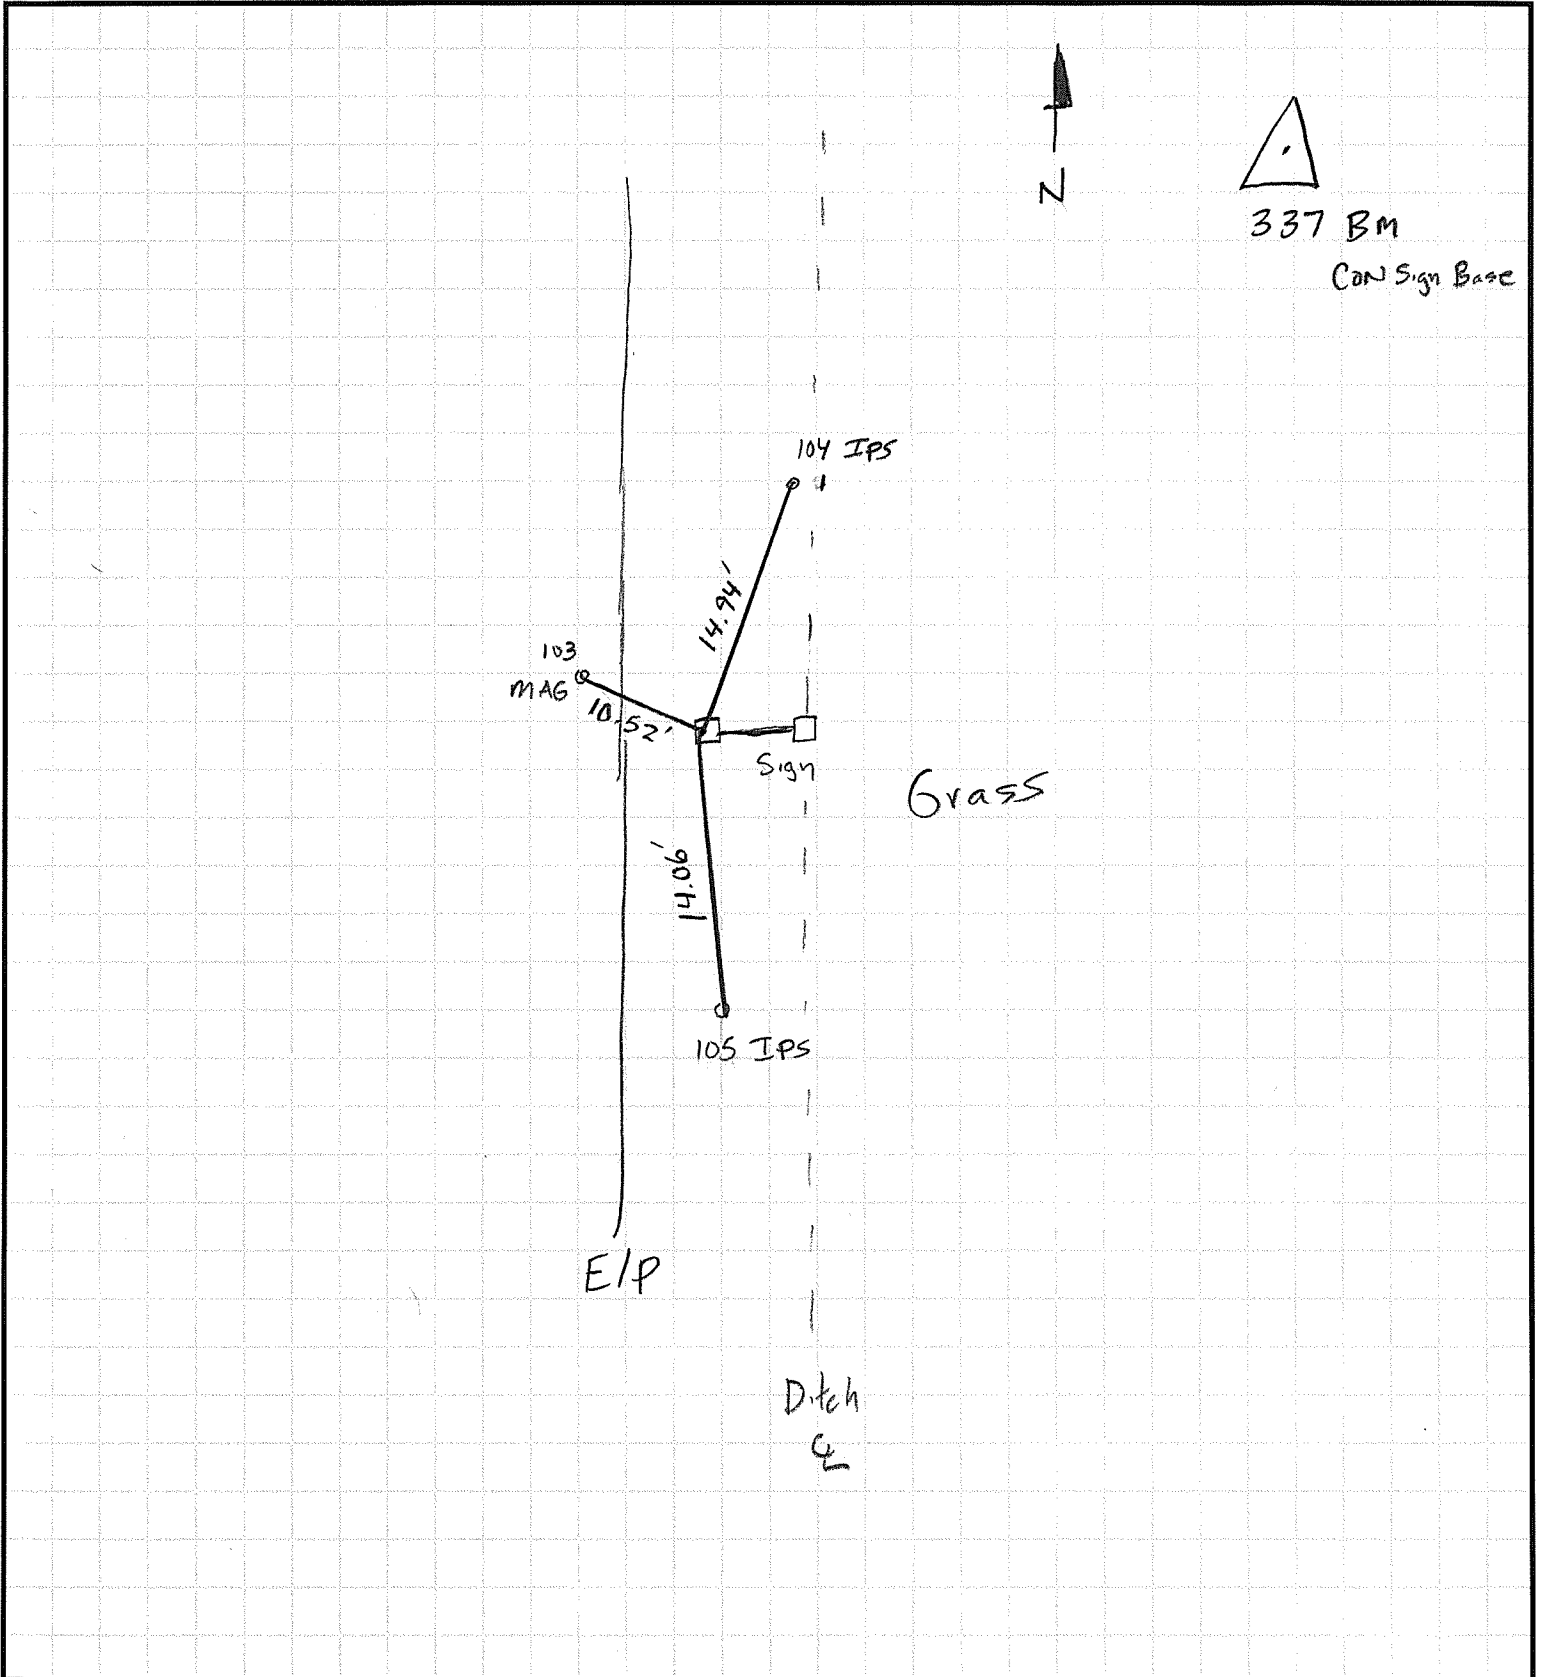 N
337 BM
CON Sign Base
104 IPS
14.94'
103
MAG
10.52'
Sign
Grass
14.06'
105 IPS
E/P
Ditch
℄